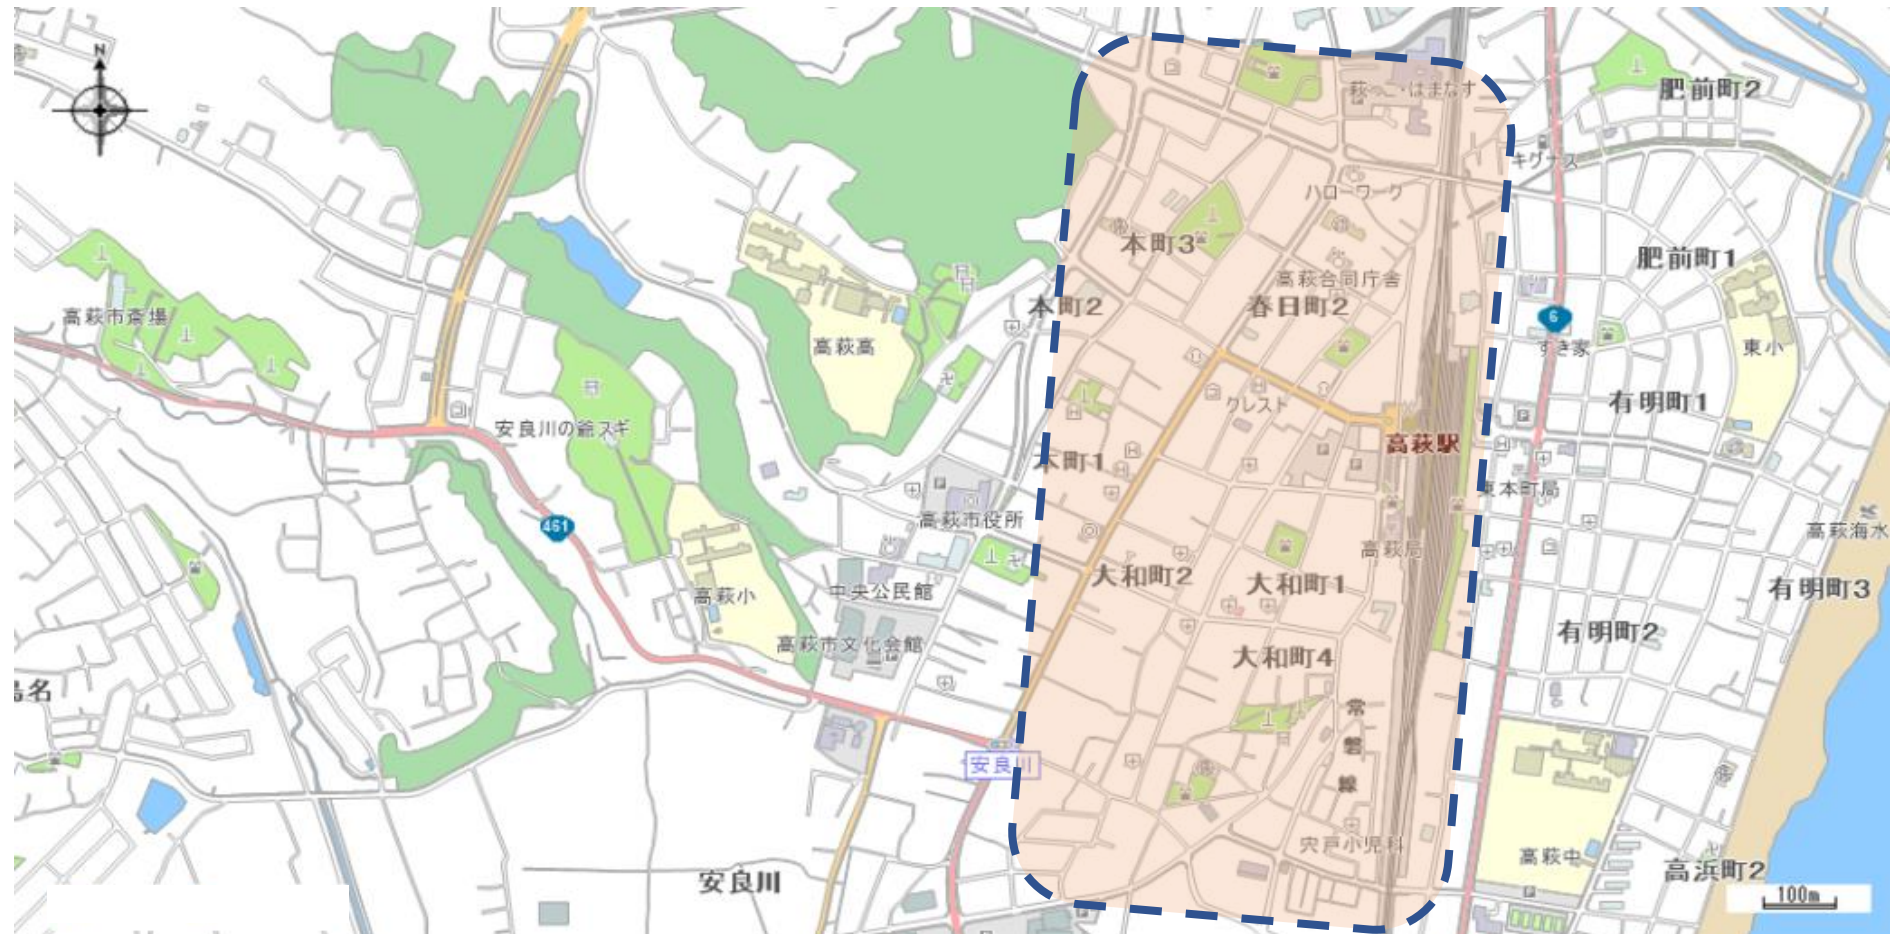 N
肥前町2
萩っこ・はまなす
キグナス
ハローワーク
本町3
肥前町1
高萩合同庁舎
本町2
春日町2
高萩市斎場
6
高萩高
すき家
東小
クレスト
有明町1
安良川の爺スギ
高萩駅
本町1
東本町局
高萩市役所
461
高萩海水
高萩局
大和町2
大和町1
有明町3
中央公民館
高萩小
有明町2
高萩市文化会館
大和町4
島名
常磐線
安良川
宍戸小児科
高萩中
高浜町2
安良川
100m